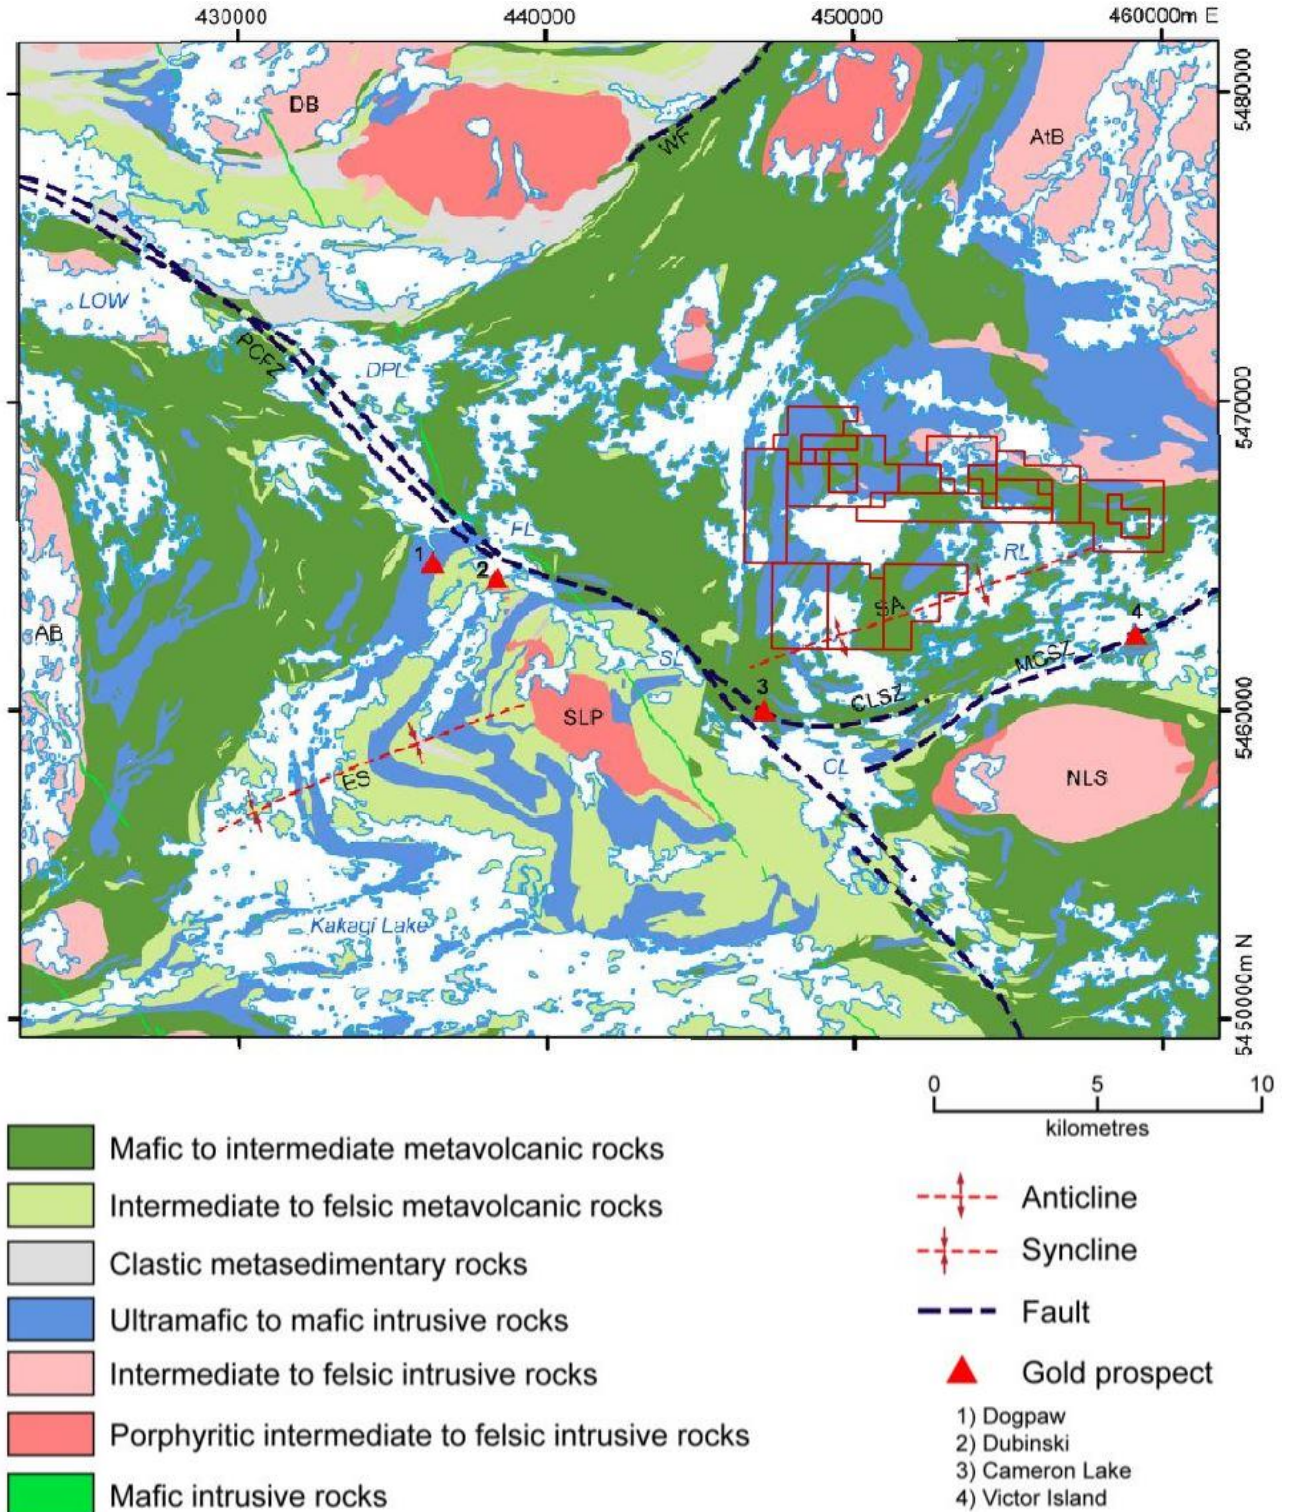 430000 440000 450000 460000m E
5480000
DB
WF
AtB
LOW
PCFZ
DPL
5470000
FL
1
2
RL
SA
AB
4
SL
MCSZ
3
CLSZ
5460000
SLP
CL
NLS
ES
Kakagi Lake
5450000m N
0 5 10
kilometres
Mafic to intermediate metavolcanic rocks
Intermediate to felsic metavolcanic rocks
Clastic metasedimentary rocks
Ultramafic to mafic intrusive rocks
Intermediate to felsic intrusive rocks
Porphyritic intermediate to felsic intrusive rocks
Mafic intrusive rocks
Anticline
Syncline
Fault
Gold prospect
1) Dogpaw
2) Dubinski
3) Cameron Lake
4) Victor Island